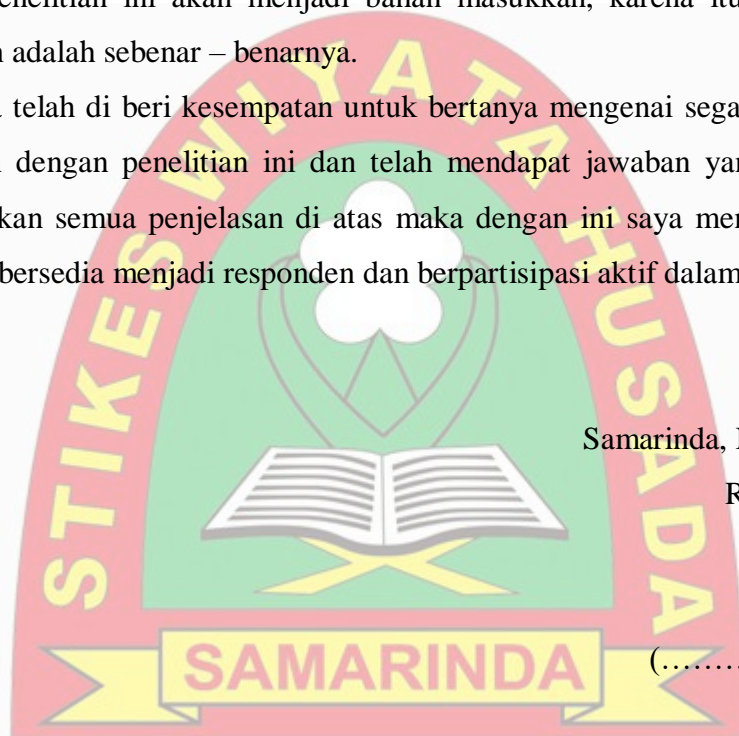 penelitian ini akan menjadi bahan masukkan, karena itu
adalah sebenar – benarnya.
telah di beri kesempatan untuk bertanya mengenai sega
dengan penelitian ini dan telah mendapat jawaban yan
kan semua penjelasan di atas maka dengan ini saya men
bersedia menjadi responden dan berpartisipasi aktif dalam
Samarinda,
R
(………
STIKES WIYATA HUSADA
SAMARINDA